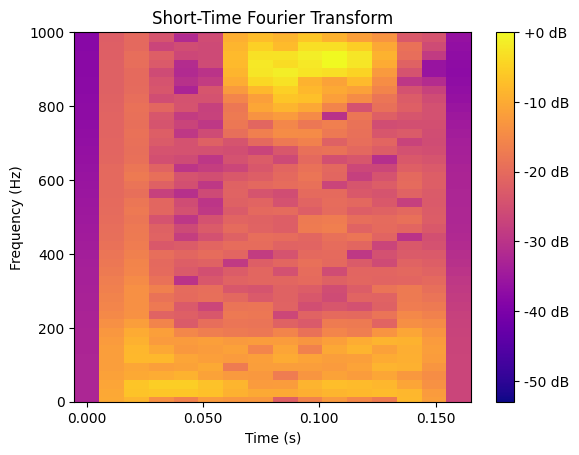 Short-Time Fourier Transform
1000
800
600
400
200
0
Frequency (Hz)
0.000
0.050
0.100
0.150
Time (s)
+0 dB
-10 dB
-20 dB
-30 dB
-40 dB
-50 dB